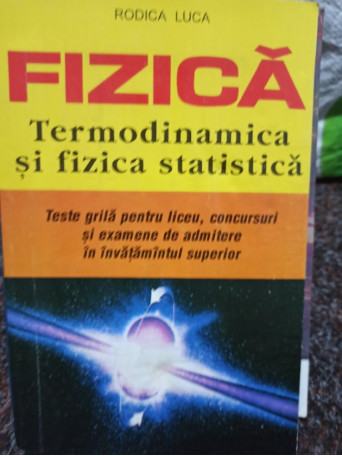 RODICA LUCA
FIZICĂ
Termodinamica
și fizica statistică
Teste grilă pentru liceu, concursuri
și examene de admitere
în învățămîntul superior